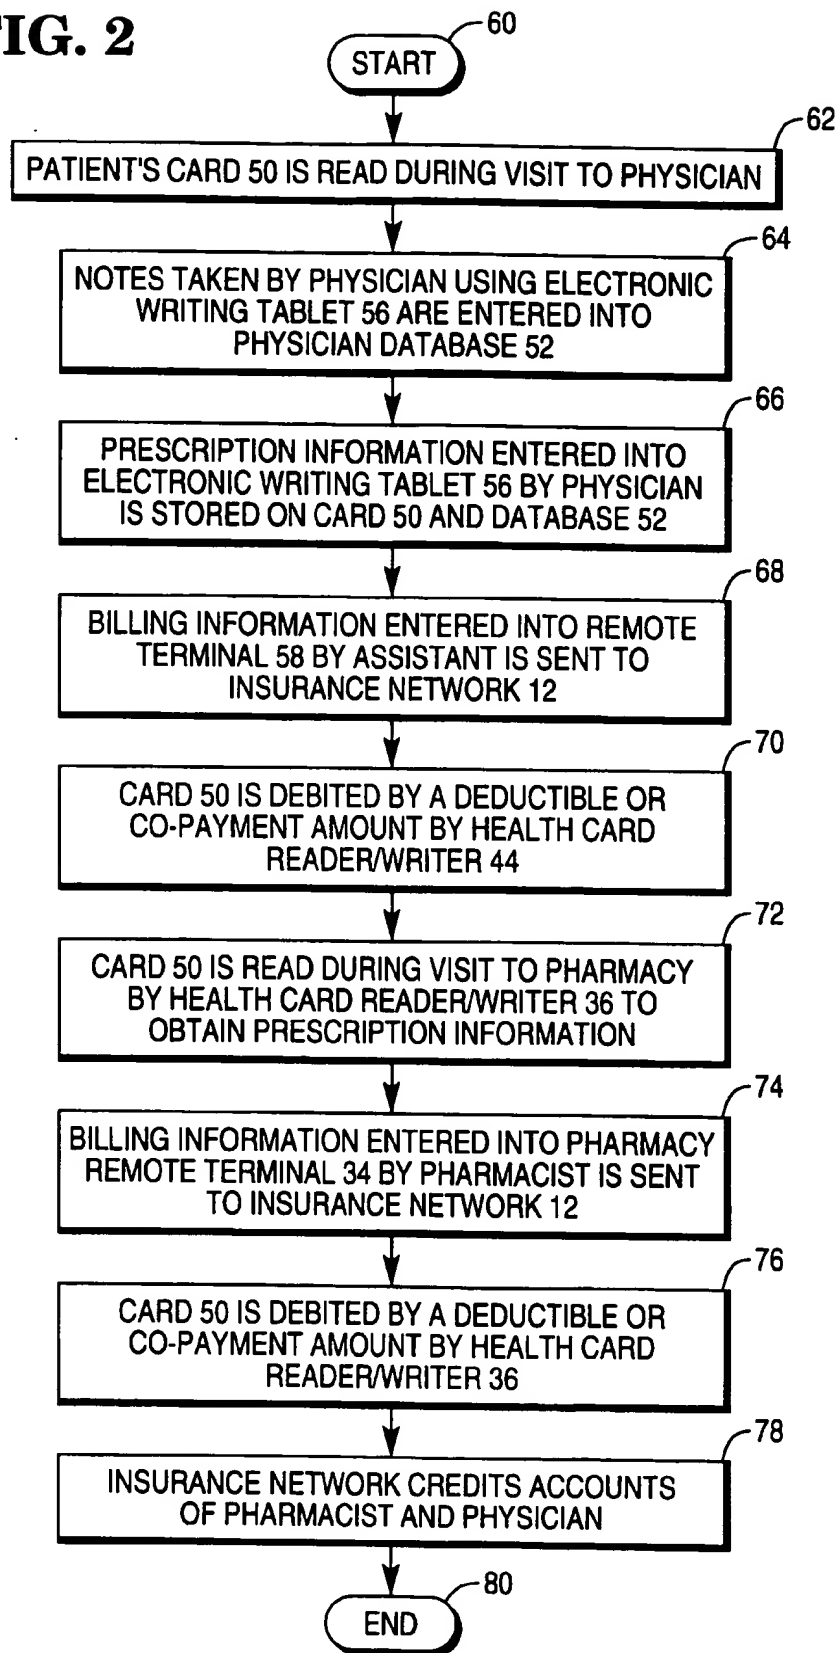 FIG. 2
60
START
62
PATIENT'S CARD 50 IS READ DURING VISIT TO PHYSICIAN
64
NOTES TAKEN BY PHYSICIAN USING ELECTRONIC
WRITING TABLET 56 ARE ENTERED INTO
PHYSICIAN DATABASE 52
66
PRESCRIPTION INFORMATION ENTERED INTO
ELECTRONIC WRITING TABLET 56 BY PHYSICIAN
IS STORED ON CARD 50 AND DATABASE 52
68
BILLING INFORMATION ENTERED INTO REMOTE
TERMINAL 58 BY ASSISTANT IS SENT TO
INSURANCE NETWORK 12
70
CARD 50 IS DEBITED BY A DEDUCTIBLE OR
CO-PAYMENT AMOUNT BY HEALTH CARD
READER/WRITER 44
72
CARD 50 IS READ DURING VISIT TO PHARMACY
BY HEALTH CARD READER/WRITER 36 TO
OBTAIN PRESCRIPTION INFORMATION
74
BILLING INFORMATION ENTERED INTO PHARMACY
REMOTE TERMINAL 34 BY PHARMACIST IS SENT
TO INSURANCE NETWORK 12
76
CARD 50 IS DEBITED BY A DEDUCTIBLE OR
CO-PAYMENT AMOUNT BY HEALTH CARD
READER/WRITER 36
78
INSURANCE NETWORK CREDITS ACCOUNTS
OF PHARMACIST AND PHYSICIAN
80
END